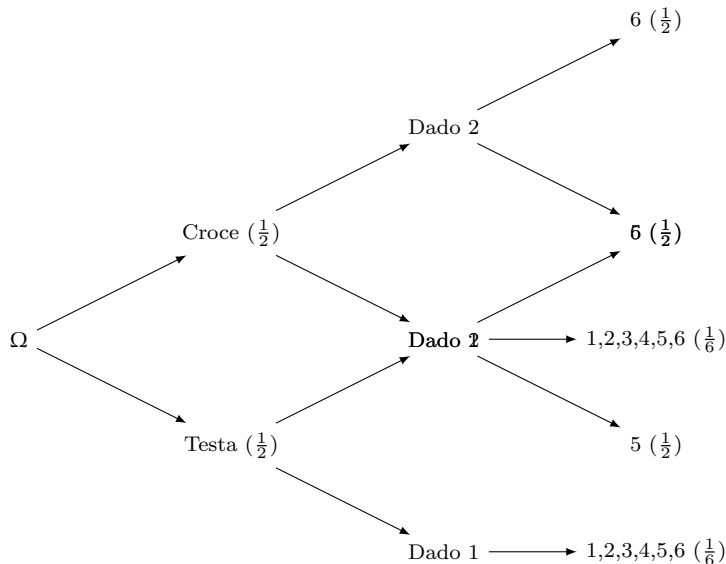 6 (1/2)
Dado 2
Croce (1/2)
(1/2)
Ω
Dado
1,2,3,4,5,6 (1/6)
Testa (1/2)
5 (1/2)
Dado 1
1,2,3,4,5,6 (1/6)